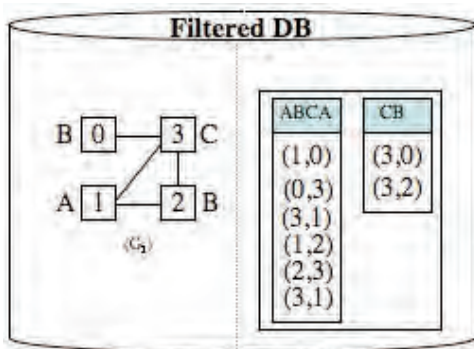 Filtered DB
B 0 3 C
A 1 2 B
(G₃)
ABCA
(1,0)
(0,3)
(3,1)
(1,2)
(2,3)
(3,1)
CB
(3,0)
(3,2)